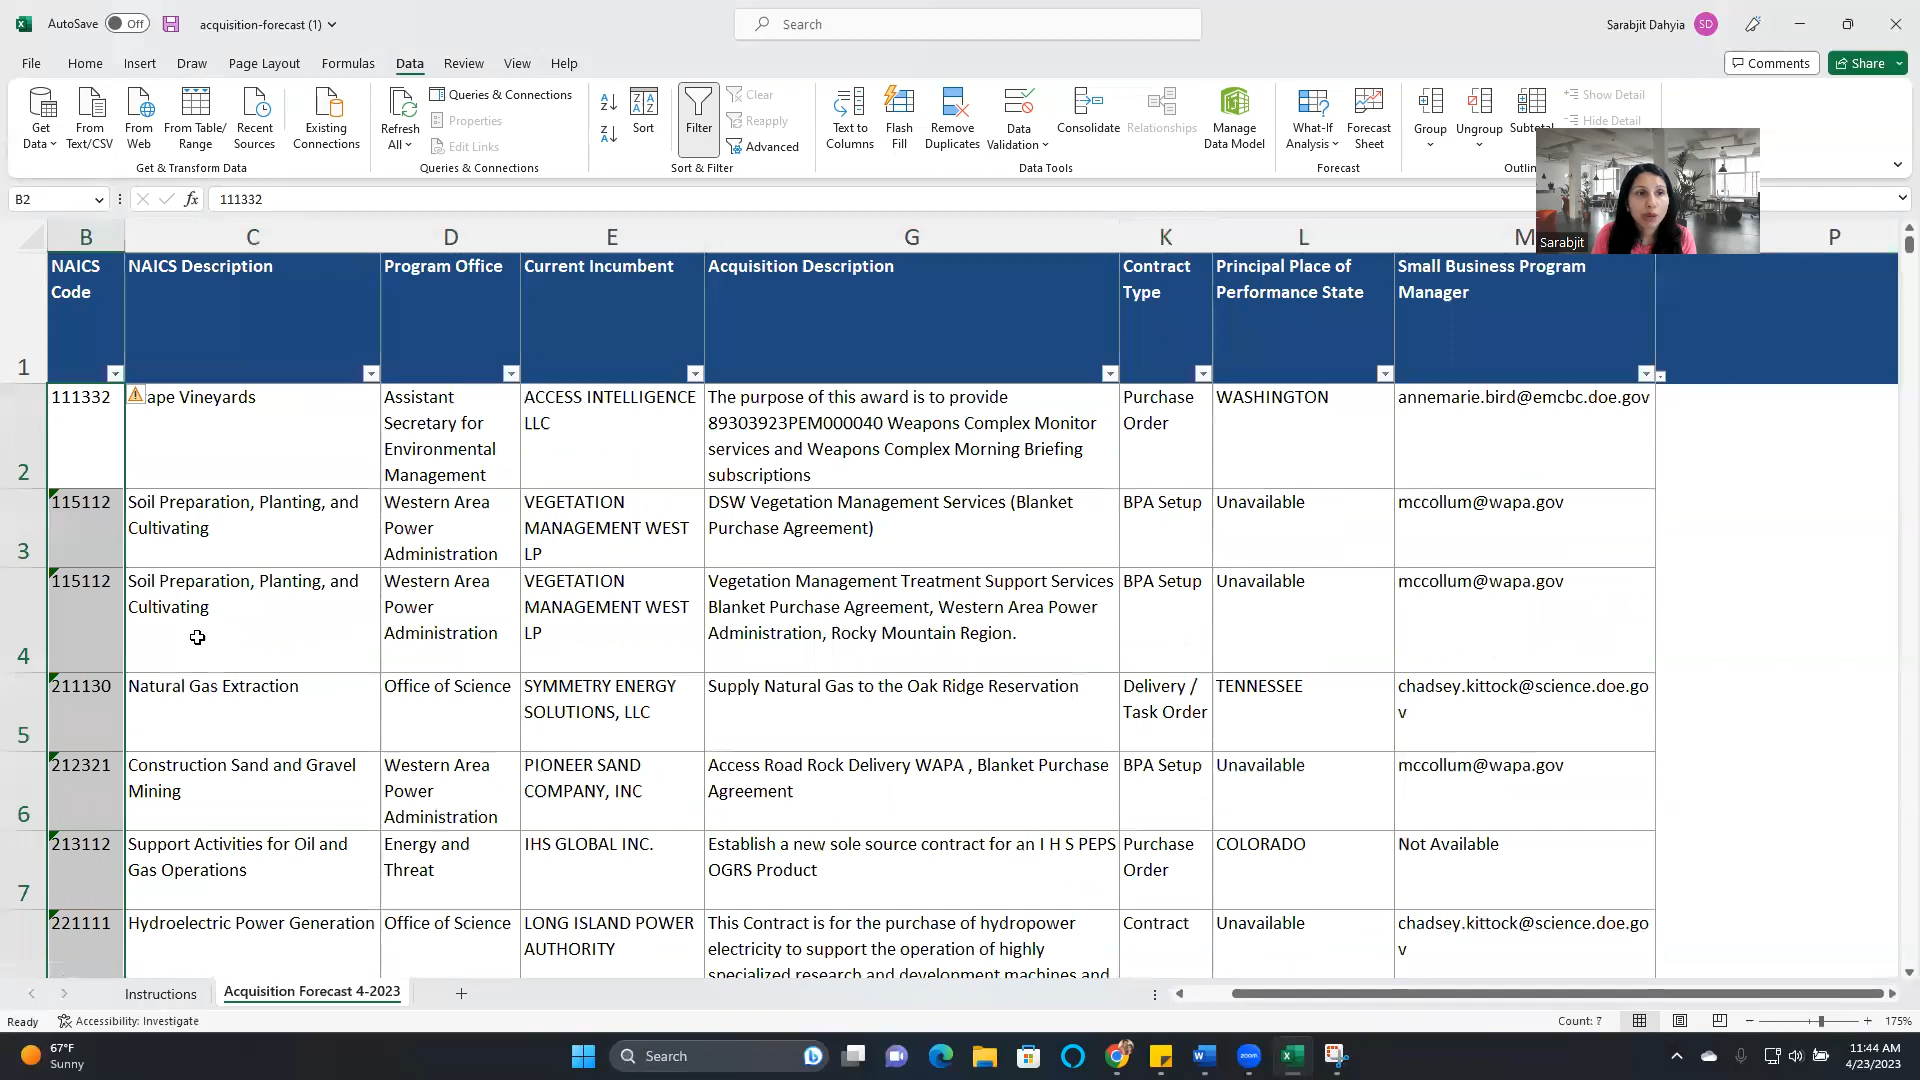 AutoSave Off acquisition-forecast (1) Search Sarabjit Dahyia SD
File Home Insert Draw Page Layout Formulas Data Review View Help Comments Share
Get Data From Text/CSV From Web From Table/ Range Recent Sources Existing Connections
Get & Transform Data
Refresh All Queries & Connections Properties Edit Links
Queries & Connections
Sort Filter Clear Reapply Advanced
Sort & Filter
Text to Columns Flash Fill Remove Duplicates Data Validation Consolidate Relationships Manage Data Model
Data Tools
What-If Analysis Forecast Sheet
Forecast
Group Ungroup Show Detail
Hide Detail
B2 fx 111332
Sarabjit
B C D E G K L M P
1
NAICS Code
NAICS Description
Program Office
Current Incumbent
Acquisition Description
Contract Type
Principal Place of Performance State
Small Business Program Manager
2
111332
ape Vineyards
Assistant Secretary for Environmental Management
ACCESS INTELLIGENCE LLC
The purpose of this award is to provide
89303923PEM000040 Weapons Complex Monitor
services and Weapons Complex Morning Briefing
subscriptions
Purchase Order
WASHINGTON
annemarie.bird@emcbc.doe.gov
3
115112
Soil Preparation, Planting, and Cultivating
Western Area Power Administration
VEGETATION MANAGEMENT WEST LP
DSW Vegetation Management Services (Blanket
Purchase Agreement)
BPA Setup
Unavailable
mccollum@wapa.gov
4
115112
Soil Preparation, Planting, and Cultivating
Western Area Power Administration
VEGETATION MANAGEMENT WEST LP
Vegetation Management Treatment Support Services
Blanket Purchase Agreement, Western Area Power
Administration, Rocky Mountain Region.
BPA Setup
Unavailable
mccollum@wapa.gov
5
211130
Natural Gas Extraction
Office of Science
SYMMETRY ENERGY SOLUTIONS, LLC
Supply Natural Gas to the Oak Ridge Reservation
Delivery / Task Order
TENNESSEE
chadsey.kittock@science.doe.gov
6
212321
Construction Sand and Gravel Mining
Western Area Power Administration
PIONEER SAND COMPANY, INC
Access Road Rock Delivery WAPA , Blanket Purchase
Agreement
BPA Setup
Unavailable
mccollum@wapa.gov
7
213112
Support Activities for Oil and Gas Operations
Energy and Threat
IHS GLOBAL INC.
Establish a new sole source contract for an I H S PEPS
OGRS Product
Purchase Order
COLORADO
Not Available
221111
Hydroelectric Power Generation
Office of Science
LONG ISLAND POWER AUTHORITY
This Contract is for the purchase of hydropower
electricity to support the operation of highly
specialized research and development machines and
Contract
Unavailable
chadsey.kittock@science.doe.gov
Instructions Acquisition Forecast 4-2023
Ready Accessibility: Investigate Count: 7 175%
67°F
Sunny
Search
zoom
11:44 AM
4/23/2023